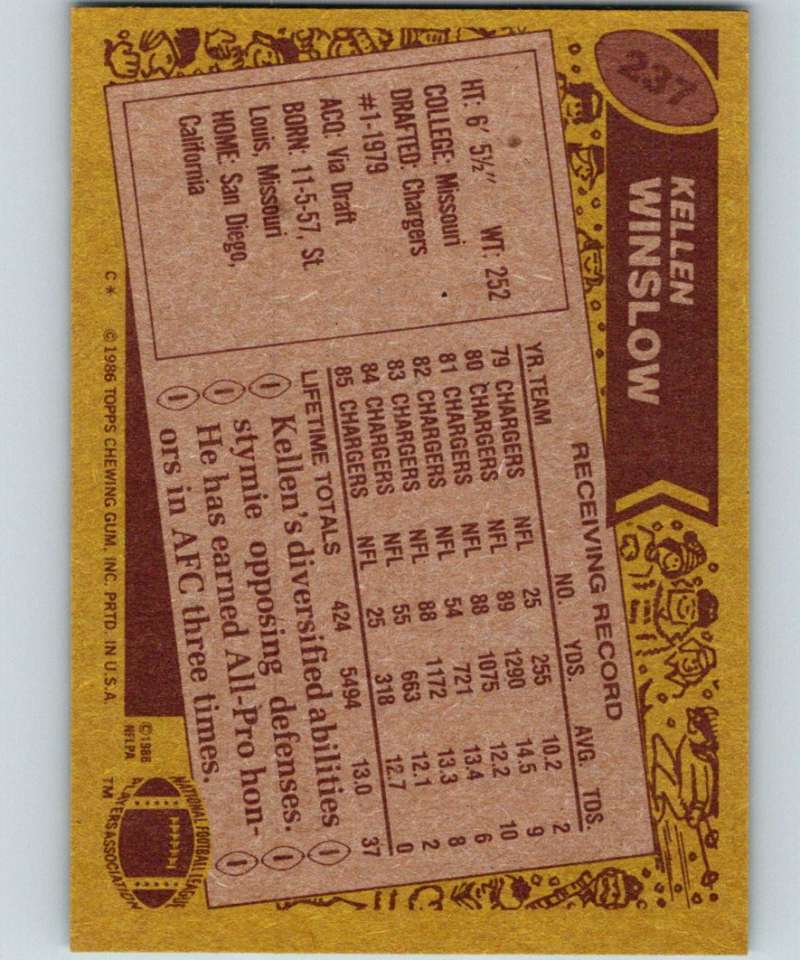 237
KELLEN
WINSLOW
HT: 6' 5½" WT: 252
COLLEGE: Missouri
DRAFTED: Chargers
#1-1979
ACQ: Via Draft
BORN: 11-5-57, St.
Louis, Missouri
HOME: San Diego,
California
RECEIVING RECORD
YR. TEAM NO. YDS. AVG. TDS.
79 CHARGERS NFL 25 255 10.2 2
80 CHARGERS NFL 89 1290 14.5 9
81 CHARGERS NFL 88 1075 12.2 10
82 CHARGERS NFL 54 721 13.4 6
83 CHARGERS NFL 88 1172 13.3 8
84 CHARGERS NFL 55 663 12.1 2
85 CHARGERS NFL 25 318 12.7 0
LIFETIME TOTALS 424 5494 13.0 37
Kellen's diversified abilities
stymie opposing defenses.
He has earned All-Pro hon-
ors in AFC three times.
C* ©1986 TOPPS CHEWING GUM, INC. PRTD. IN U.S.A.
©1986
NFLPA
NATIONAL FOOTBALL LEAGUE
PLAYERS ASSOCIATION
TM